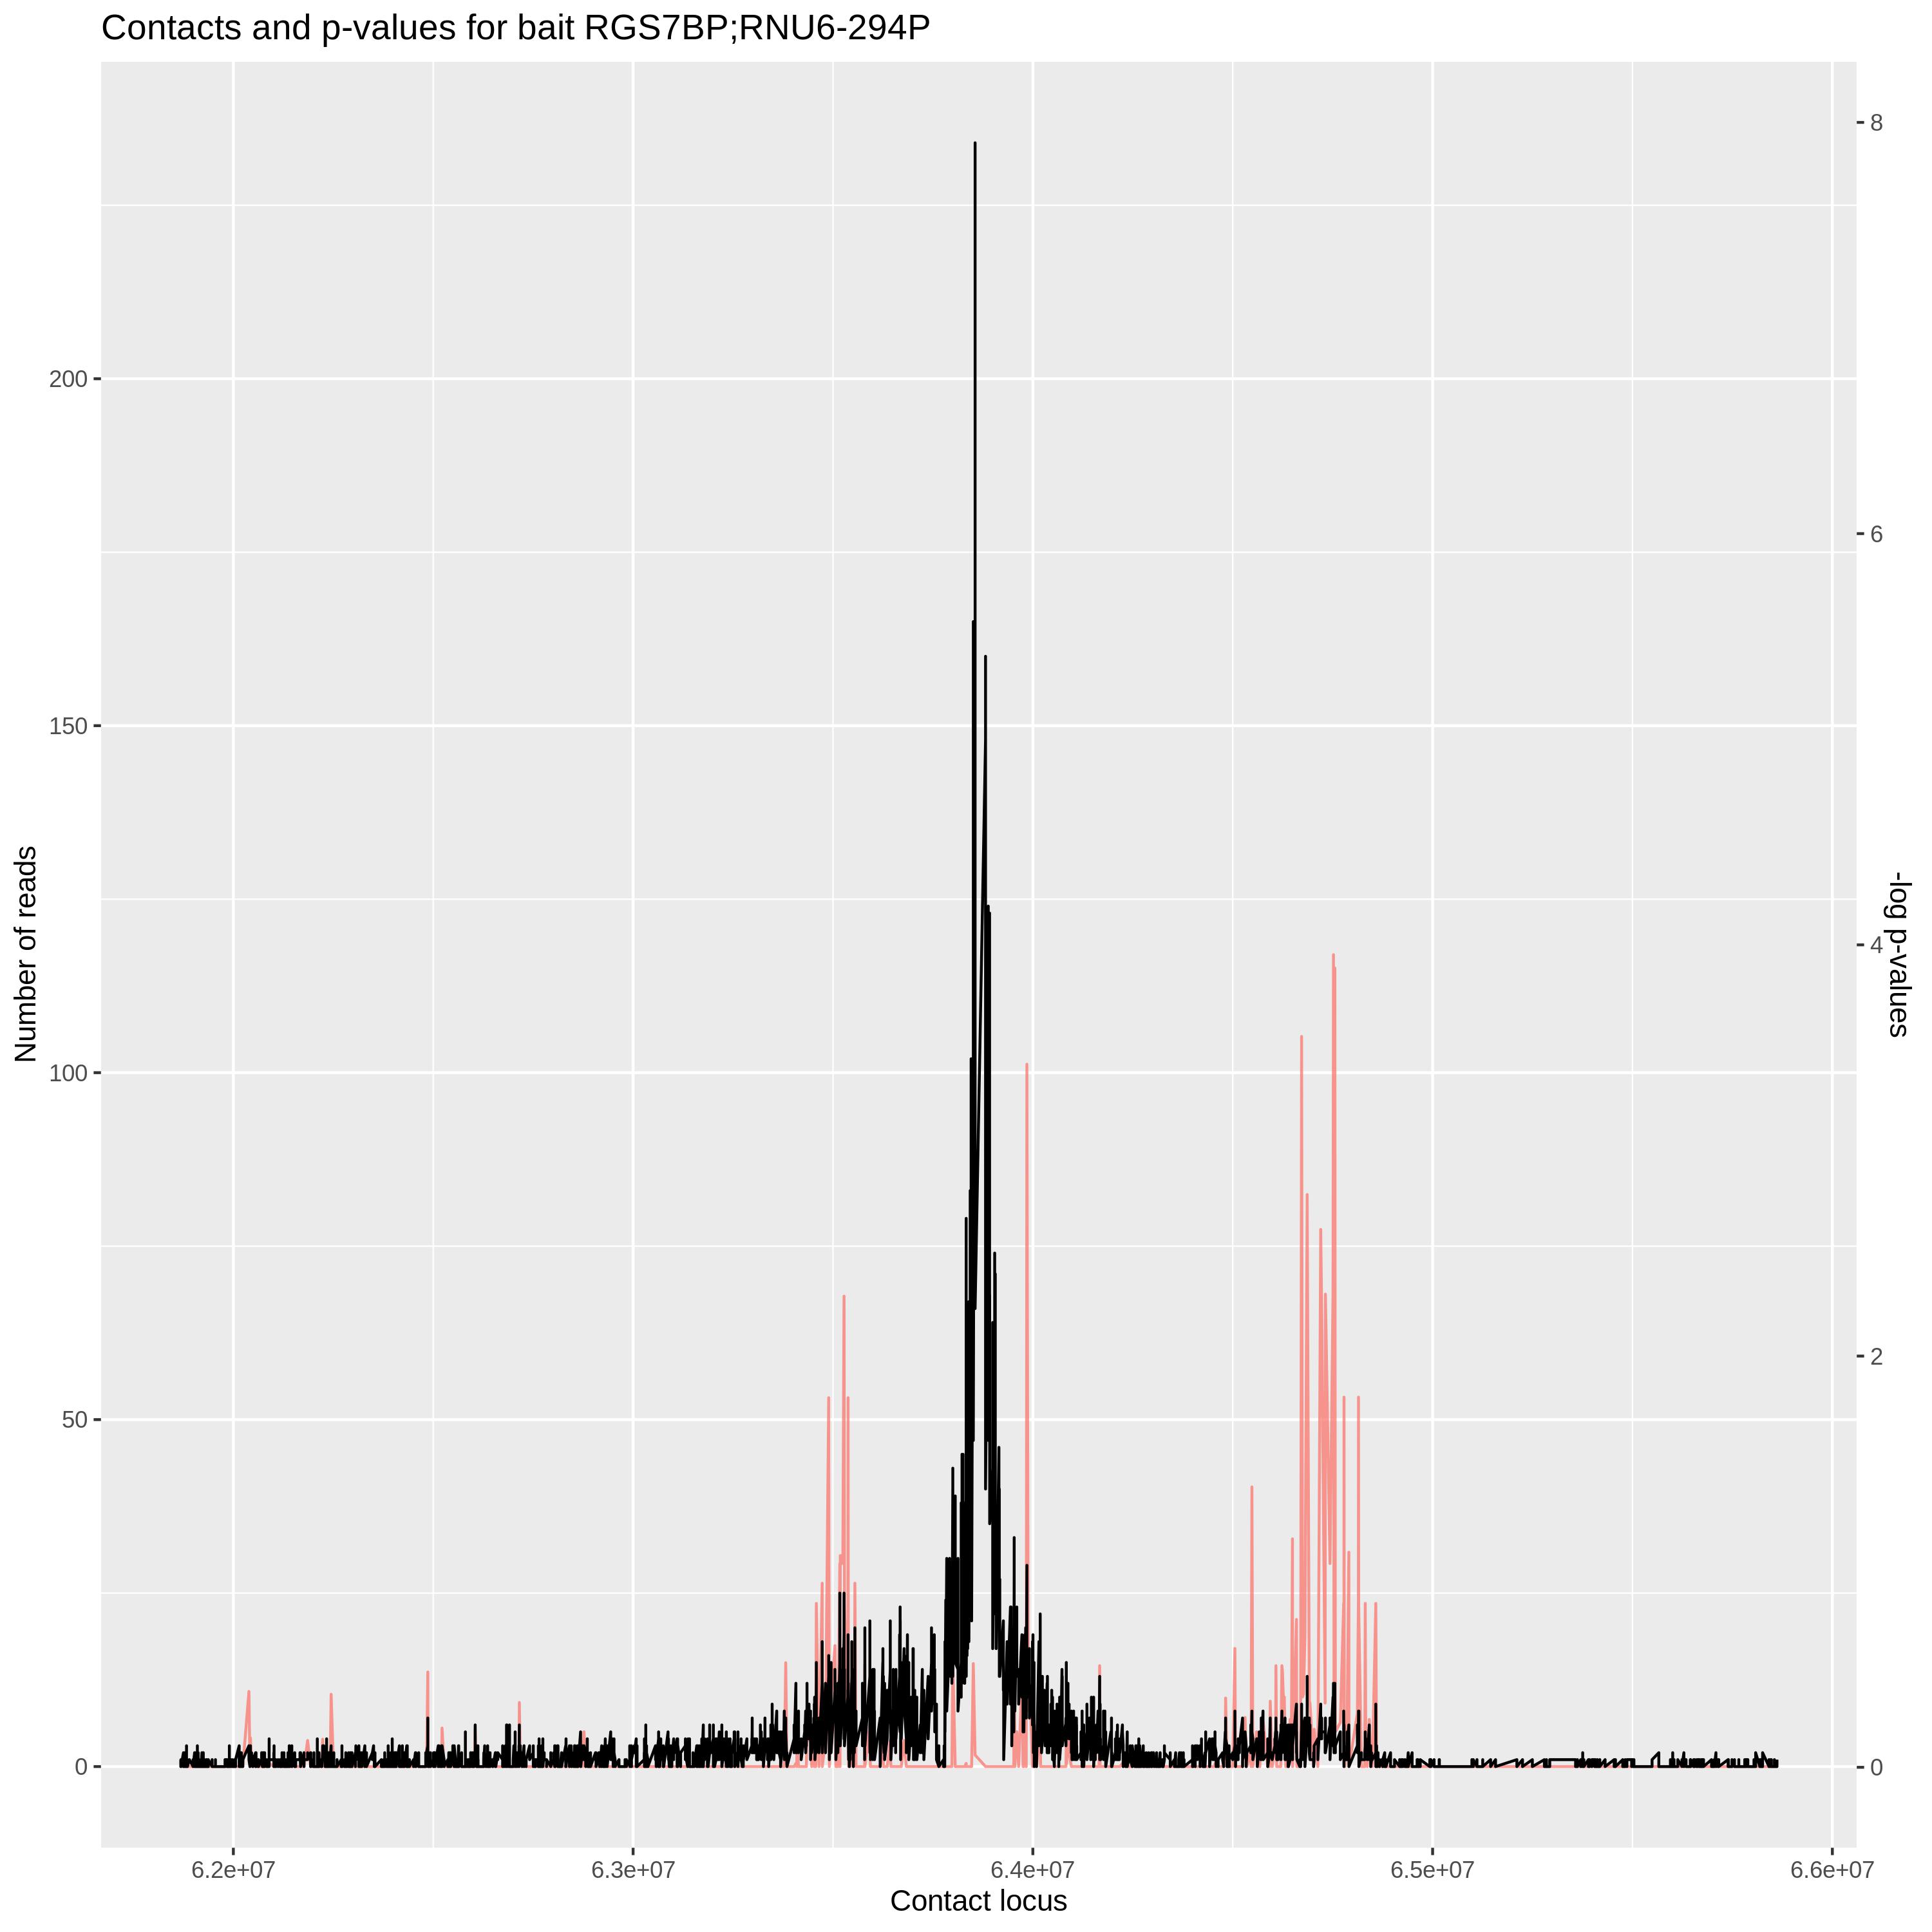 Contacts and p-values for bait RGS7BP;RNU6-294P
8
6
4
2
0
200
150
100
50
0
Number of reads
-log p-values
6.2e+07
6.3e+07
6.4e+07
6.5e+07
6.6e+07
Contact locus